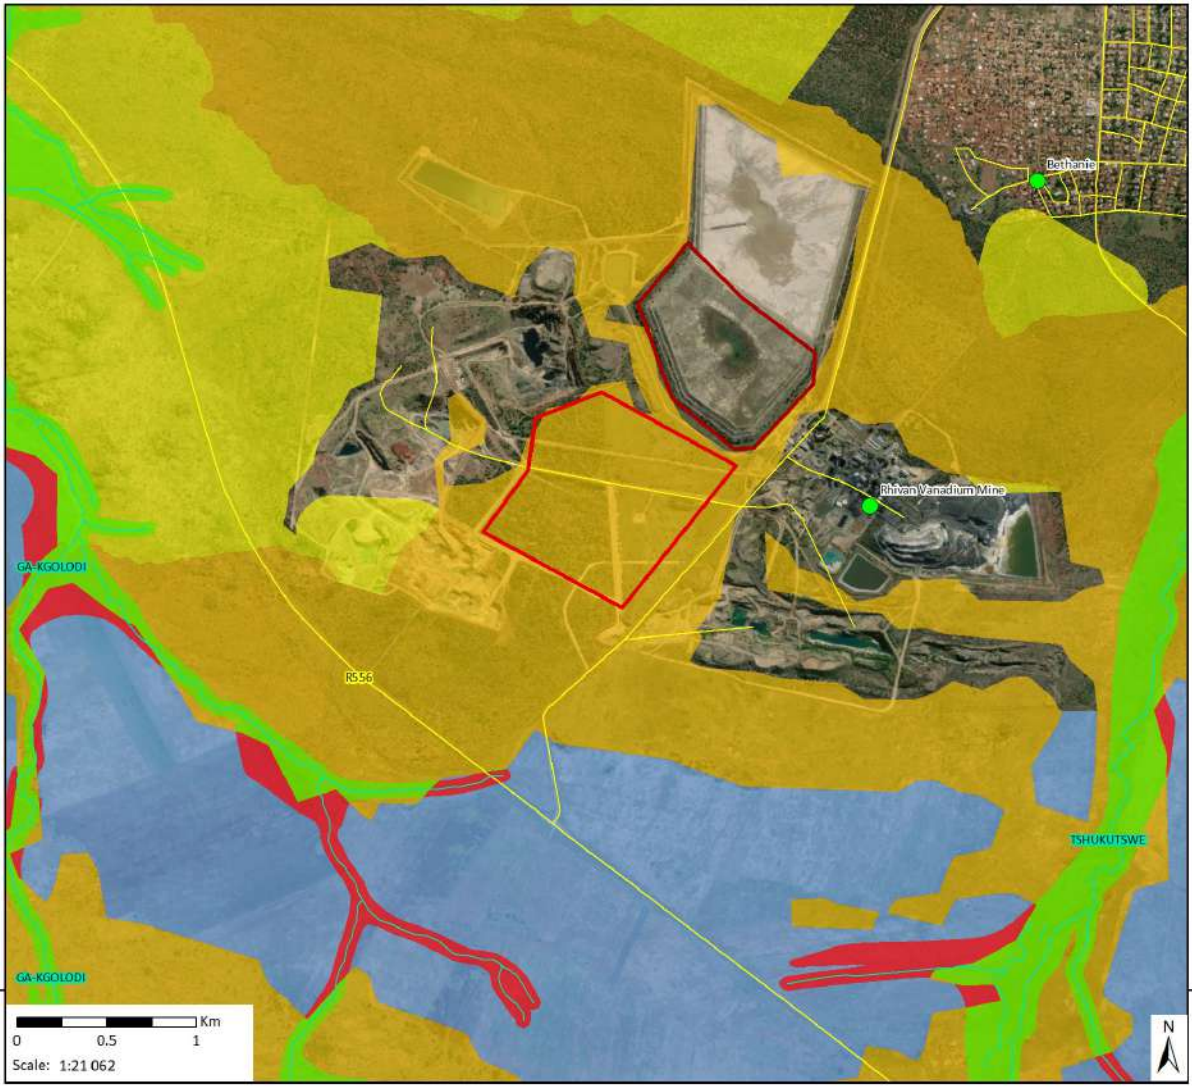 Bethanie
Rhivan Vanadium Mine
GA-KGOLODI
R556
TSHUKUTSWE
GA-KGOLODI
Km
0 0.5 1
Scale: 1:21 062
N